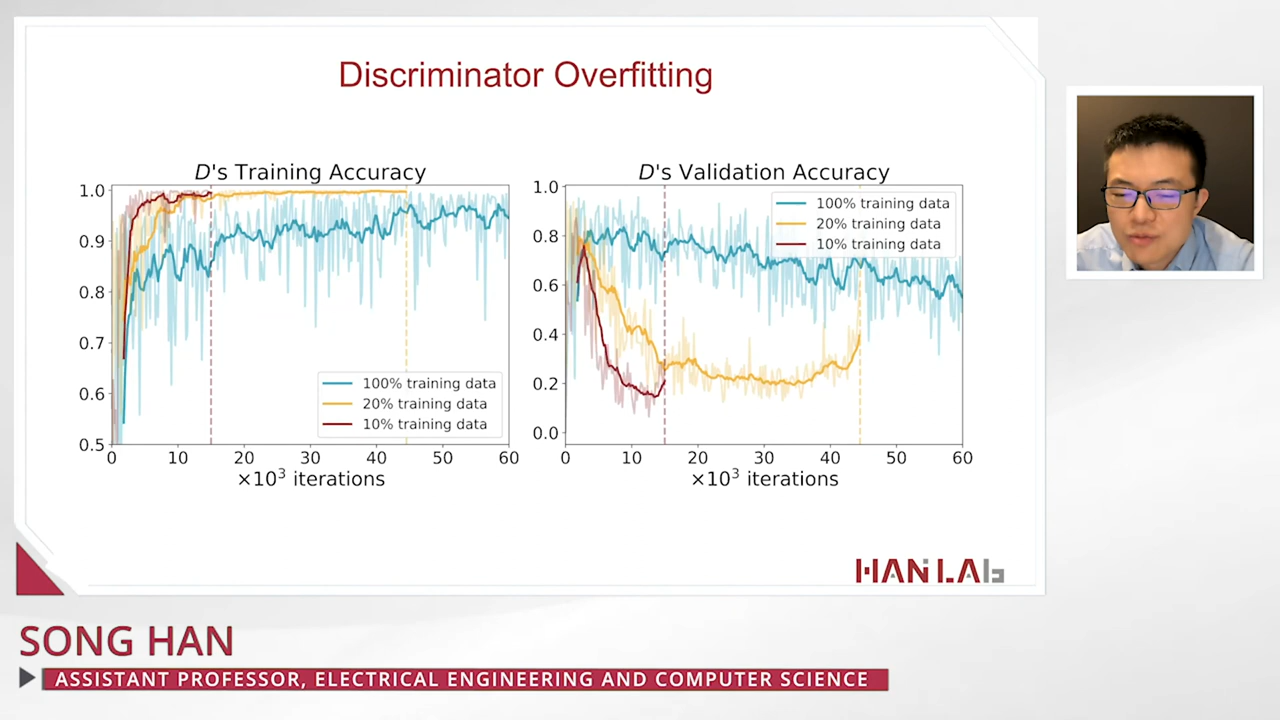 Discriminator Overfitting
D's Training Accuracy
1.0
0.9
0.8
0.7
0.6
0.5
0 10 20 30 40 50 60
×10³ iterations
100% training data
20% training data
10% training data
D's Validation Accuracy
1.0
0.8
0.6
0.4
0.2
0.0
0 10 20 30 40 50 60
×10³ iterations
100% training data
20% training data
10% training data
HAN LAb
SONG HAN
ASSISTANT PROFESSOR, ELECTRICAL ENGINEERING AND COMPUTER SCIENCE